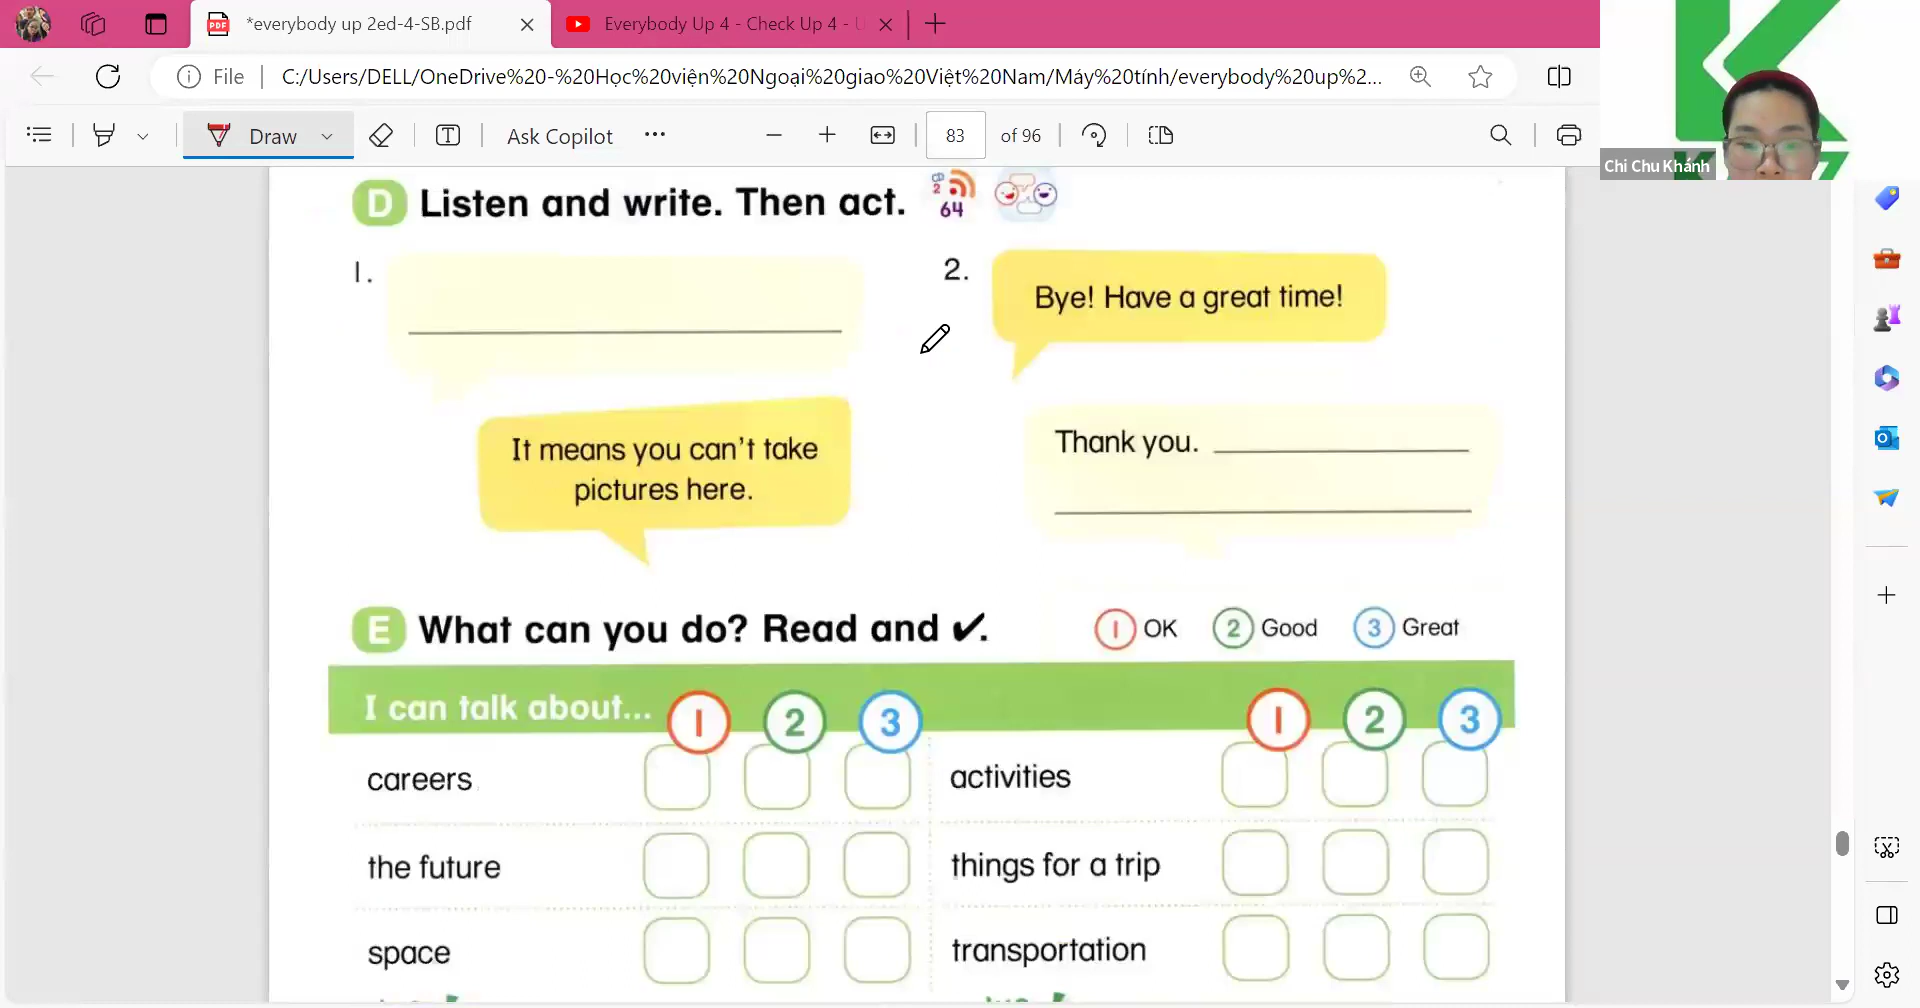 *everybody up 2ed-4-SB.pdf
Everybody Up 4 - Check Up 4 -
File
C:/Users/DELL/OneDrive%20-%20Học%20viện%20Ngoại%20giao%20Việt%20Nam/Máy%20tính/everybody%20up%2...
Draw
Ask Copilot
83 of 96
Chi Chu Khánh
D Listen and write. Then act.
CD 2
64
1.
2.
Bye! Have a great time!
It means you can't take
pictures here.
Thank you.
E What can you do? Read and ✔.
1 OK 2 Good 3 Great
I can talk about... 1 2 3 1 2 3
careers
activities
the future
things for a trip
space
transportation